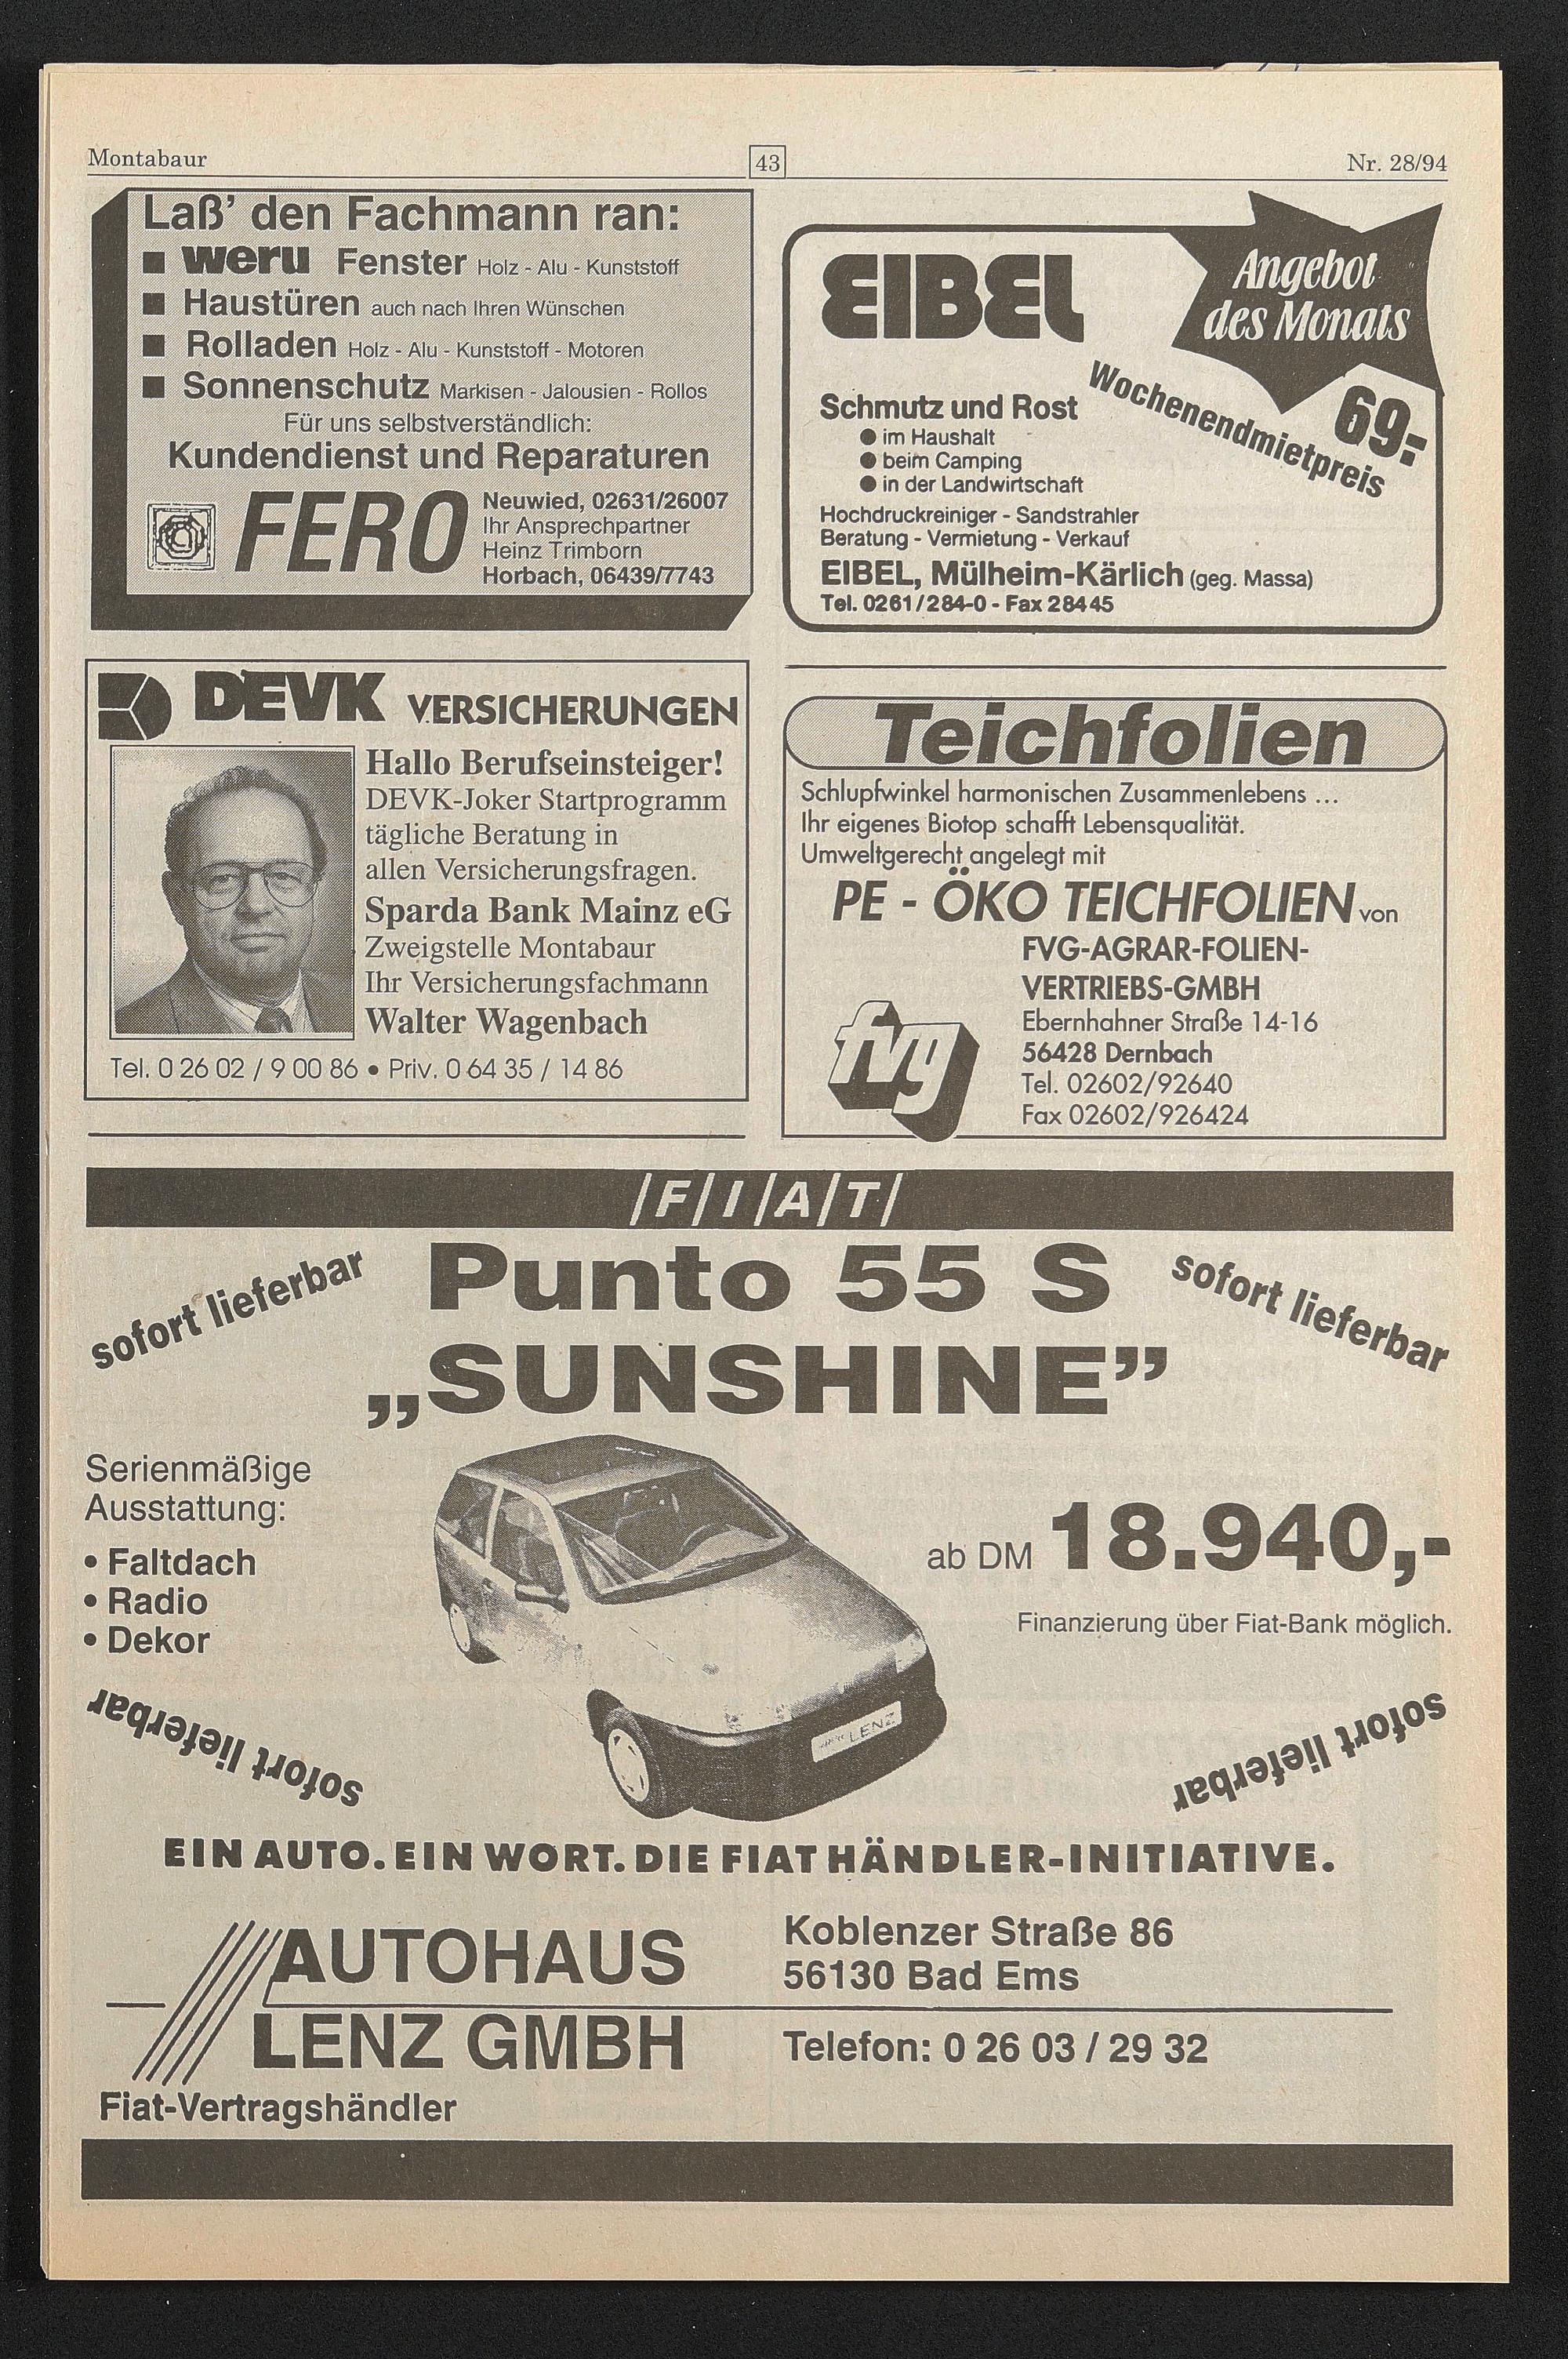 Montabaur
43
Nr. 28/94
Laß' den Fachmann ran:
■ weru Fenster Holz - Alu - Kunststoff
■ Haustüren auch nach Ihren Wünschen
■ Rolladen Holz - Alu - Kunststoff - Motoren
■ Sonnenschutz Markisen - Jalousien - Rollos
Für uns selbstverständlich:
Kundendienst und Reparaturen
FERO
Neuwied, 02631/26007
Ihr Ansprechpartner
Heinz Trimborn
Horbach, 06439/7743
EIBEL
Angebot
des Monats
Wochenendmietpreis
69,-
Schmutz und Rost
● im Haushalt
● beim Camping
● in der Landwirtschaft
Hochdruckreiniger - Sandstrahler
Beratung - Vermietung - Verkauf
EIBEL, Mülheim-Kärlich (geg. Massa)
Tel. 0261/284-0 - Fax 28445
DEVK VERSICHERUNGEN
Hallo Berufseinsteiger!
DEVK-Joker Startprogramm
tägliche Beratung in
allen Versicherungsfragen.
Sparda Bank Mainz eG
Zweigstelle Montabaur
Ihr Versicherungsfachmann
Walter Wagenbach
Tel. 0 26 02 / 9 00 86 • Priv. 0 64 35 / 14 86
Teichfolien
Schlupfwinkel harmonischen Zusammenlebens ...
Ihr eigenes Biotop schafft Lebensqualität.
Umweltgerecht angelegt mit
PE - ÖKO TEICHFOLIEN von
FVG-AGRAR-FOLIEN-
VERTRIEBS-GMBH
Ebernhahner Straße 14-16
56428 Dernbach
Tel. 02602/92640
Fax 02602/926424
fvg
/F/I/A/T/
sofort lieferbar
Punto 55 S
sofort lieferbar
„SUNSHINE”
Serienmäßige
Ausstattung:
• Faltdach
• Radio
• Dekor
ab DM 18.940,-
Finanzierung über Fiat-Bank möglich.
LENZ
sofort lieferbar
sofort lieferbar
EIN AUTO. EIN WORT. DIE FIAT HÄNDLER-INITIATIVE.
AUTOHAUS
LENZ GMBH
Fiat-Vertragshändler
Koblenzer Straße 86
56130 Bad Ems
Telefon: 0 26 03 / 29 32